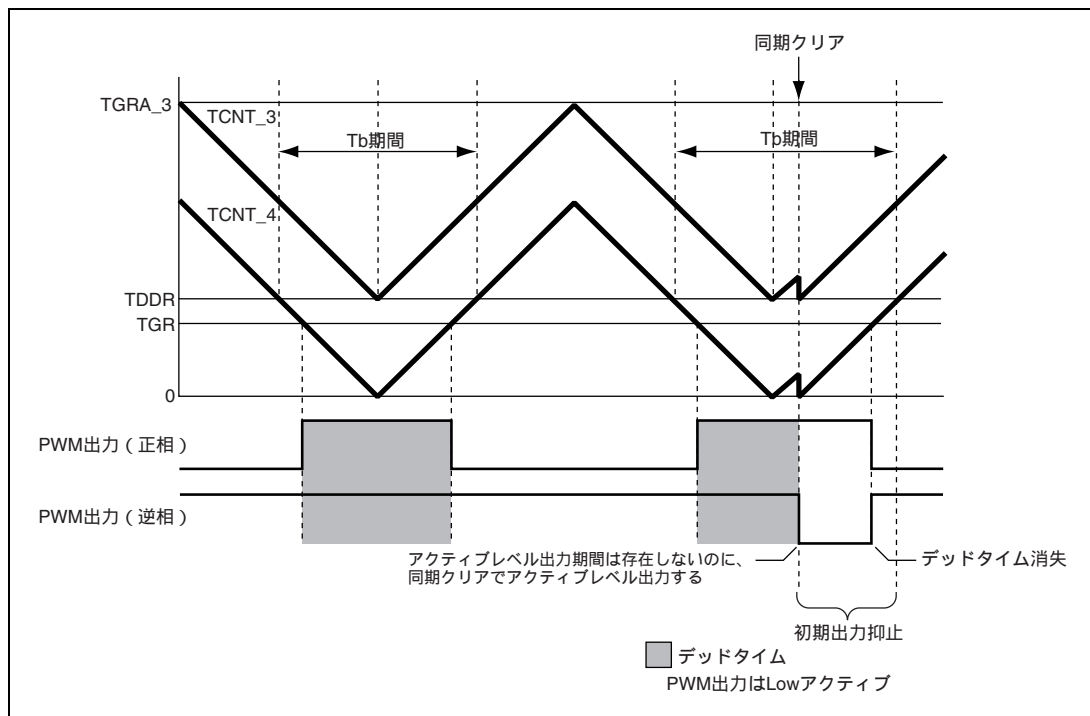 同期クリア
TGRA_3
TCNT_3
Tb期間
Tb期間
TCNT_4
TDDR
TGR
0
PWM出力（正相）
PWM出力（逆相）
アクティブレベル出力期間は存在しないのに、
同期クリアでアクティブレベル出力する
デッドタイム消失
初期出力抑止
デッドタイム
PWM出力はLowアクティブ